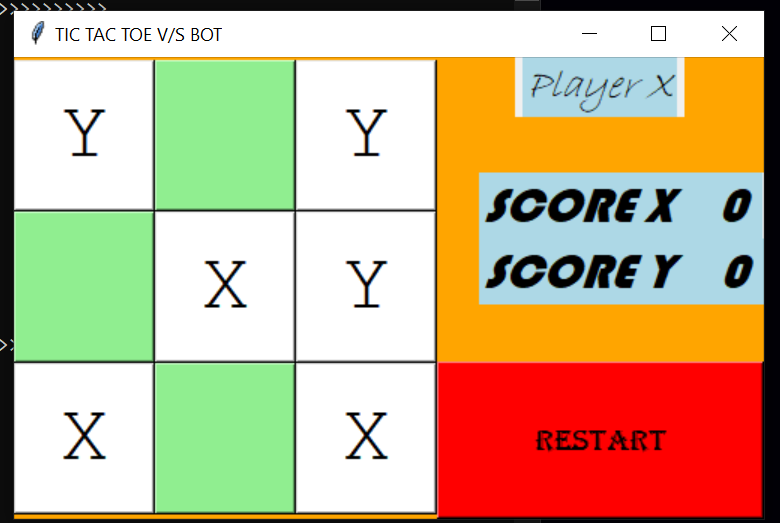 >>>>>>>>>>
TIC TAC TOE V/S BOT
Y Y
X Y
X X
Player X
SCORE X 0
SCORE Y 0
RESTART
>>